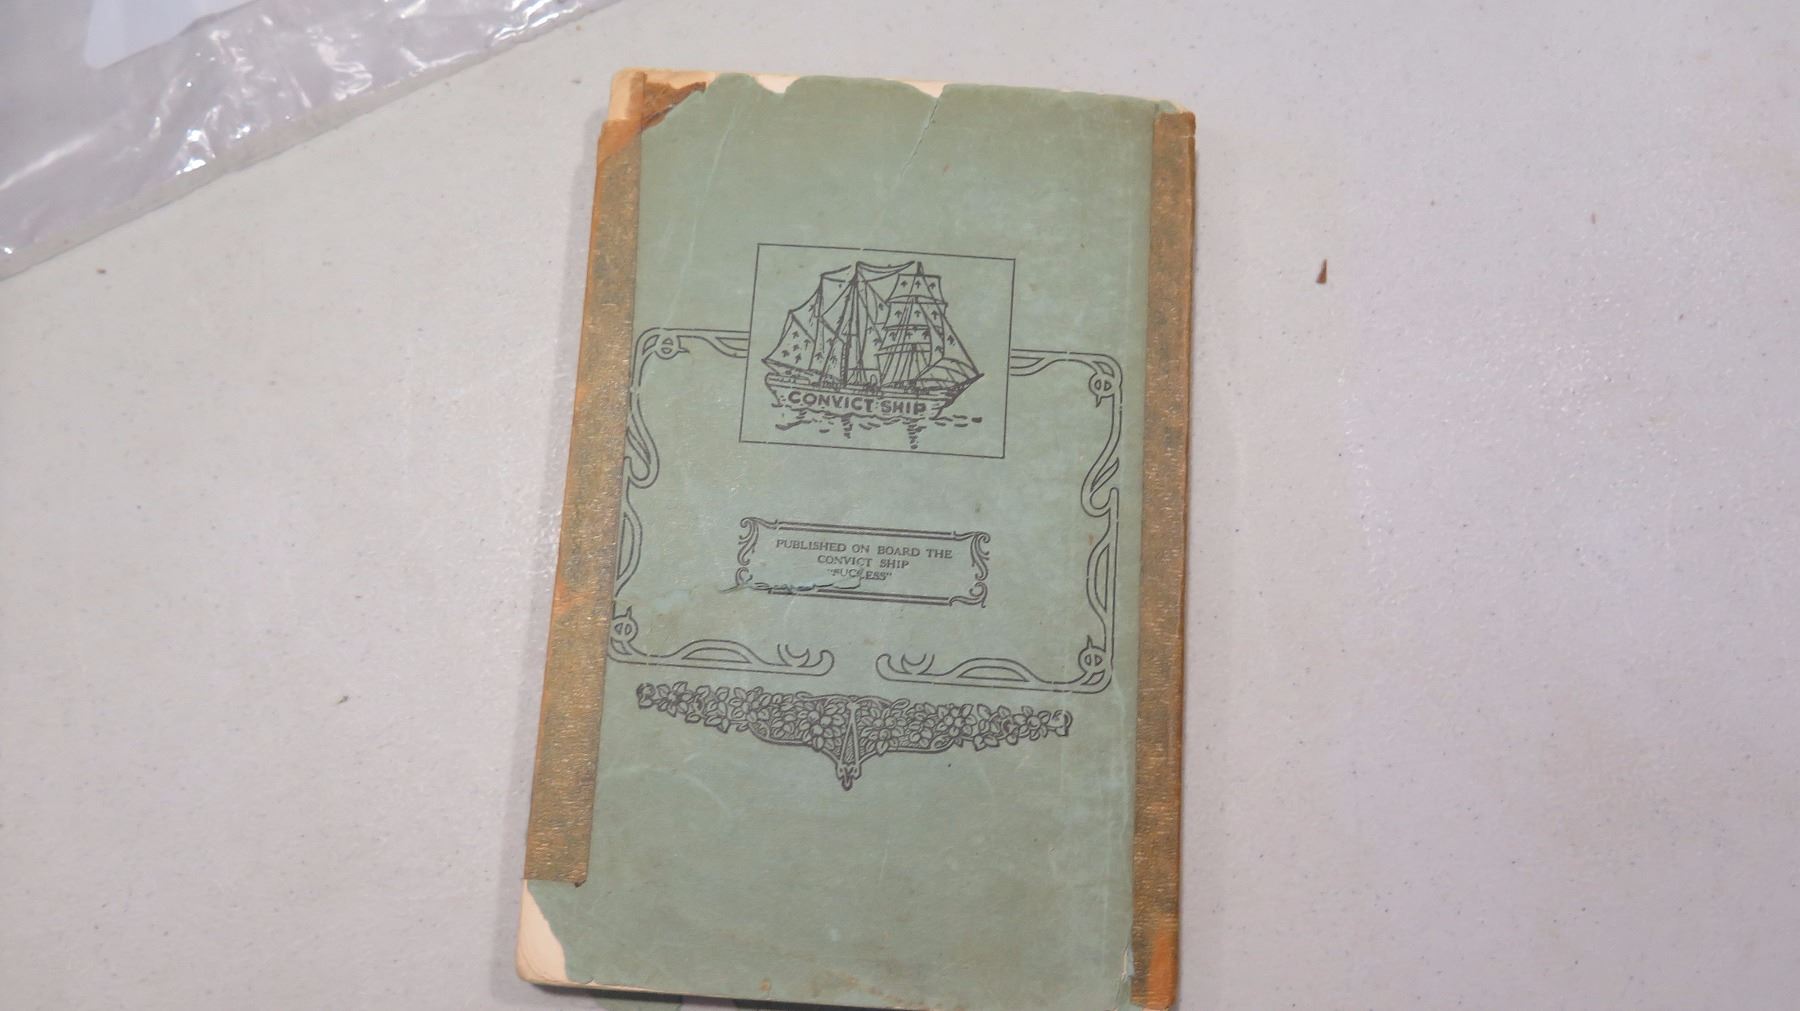 CONVICT SHIP
PUBLISHED ON BOARD THE
CONVICT SHIP
"SUCCESS"